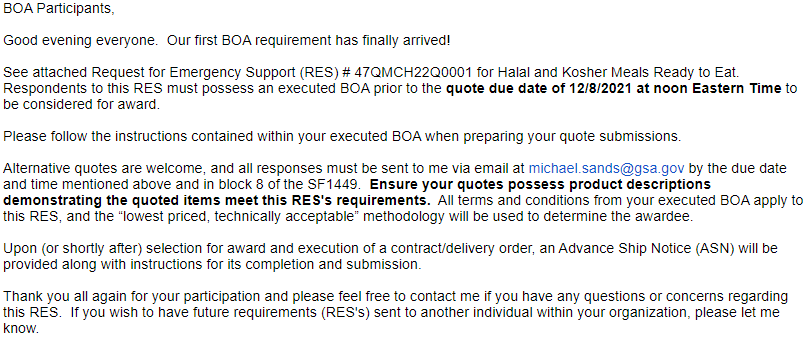 BOA Participants,
Good evening everyone.  Our first BOA requirement has finally arrived!
See attached Request for Emergency Support (RES) # 47QMCH22Q0001 for Halal and Kosher Meals Ready to Eat.
Respondents to this RES must possess an executed BOA prior to the quote due date of 12/8/2021 at noon Eastern Time to
be considered for award.
Please follow the instructions contained within your executed BOA when preparing your quote submissions.
Alternative quotes are welcome, and all responses must be sent to me via email at michael.sands@gsa.gov by the due date
and time mentioned above and in block 8 of the SF1449.  Ensure your quotes possess product descriptions
demonstrating the quoted items meet this RES's requirements.  All terms and conditions from your executed BOA apply to
this RES, and the “lowest priced, technically acceptable” methodology will be used to determine the awardee.
Upon (or shortly after) selection for award and execution of a contract/delivery order, an Advance Ship Notice (ASN) will be
provided along with instructions for its completion and submission.
Thank you all again for your participation and please feel free to contact me if you have any questions or concerns regarding
this RES.  If you wish to have future requirements (RES's) sent to another individual within your organization, please let me
know.